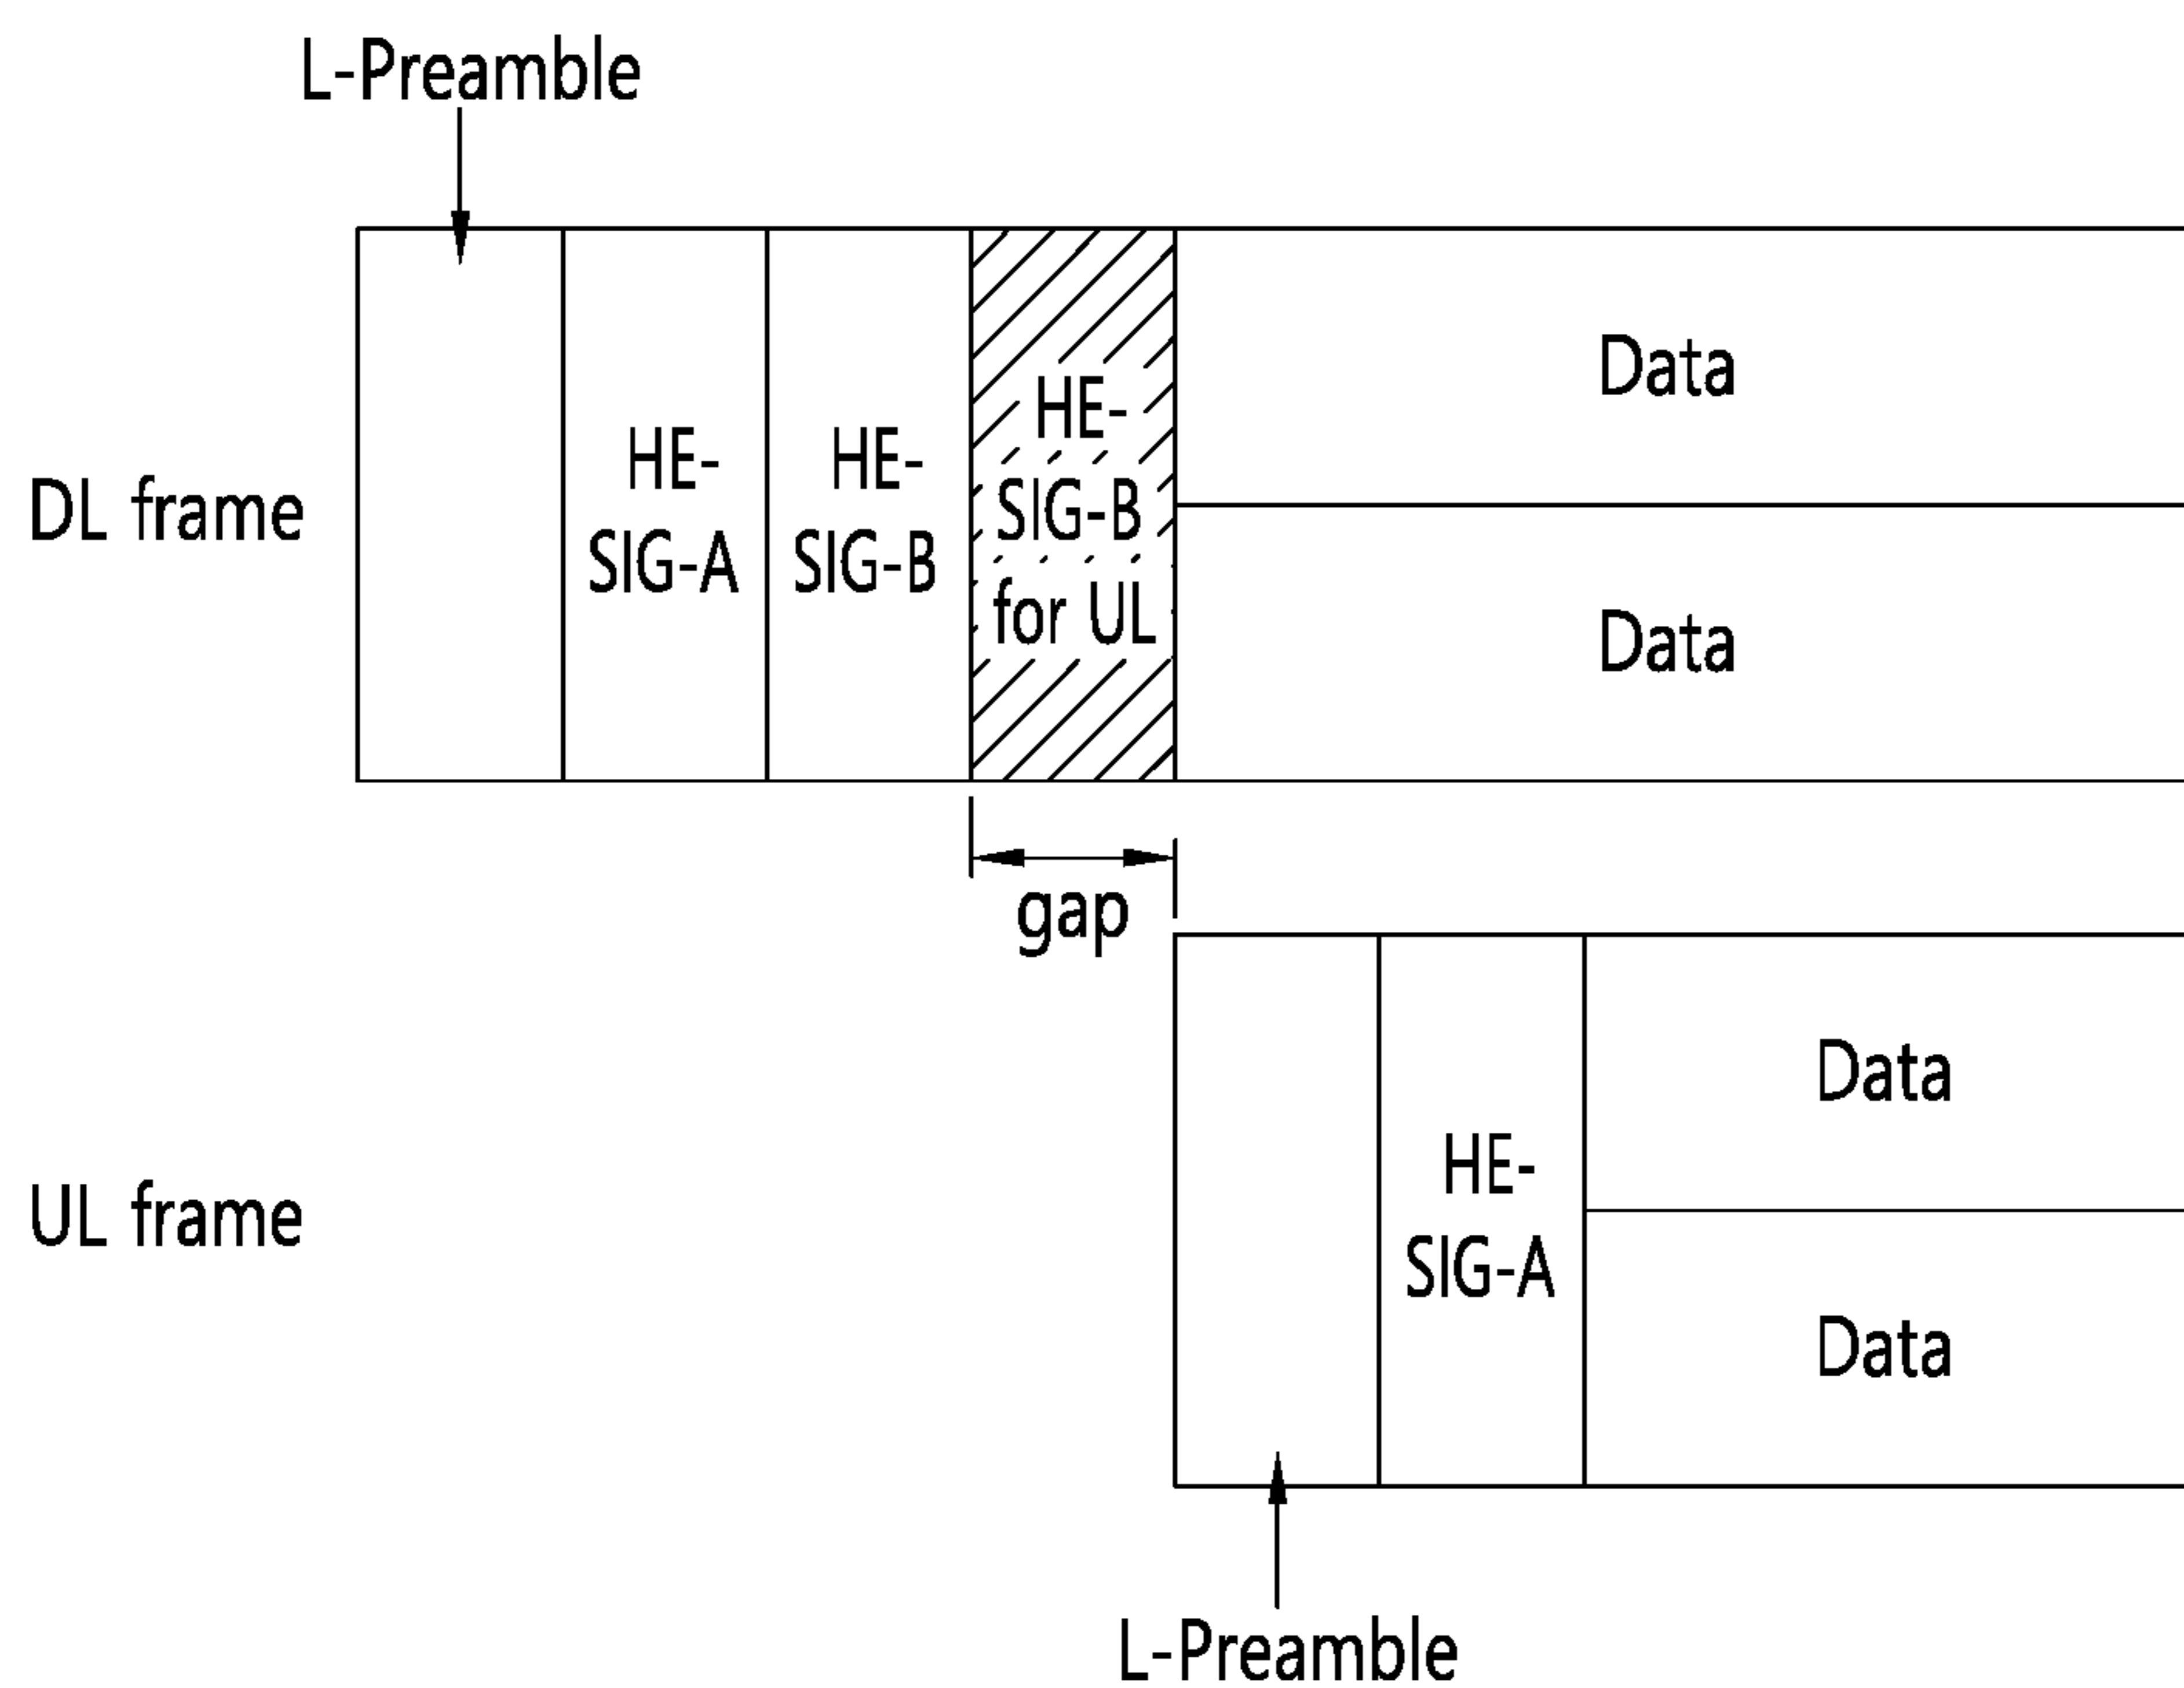 L-Preamble
DL frame
HE-
SIG-A
HE-
SIG-B
HE-
SIG-B
for UL
Data
Data
gap
UL frame
HE-
SIG-A
Data
Data
L-Preamble